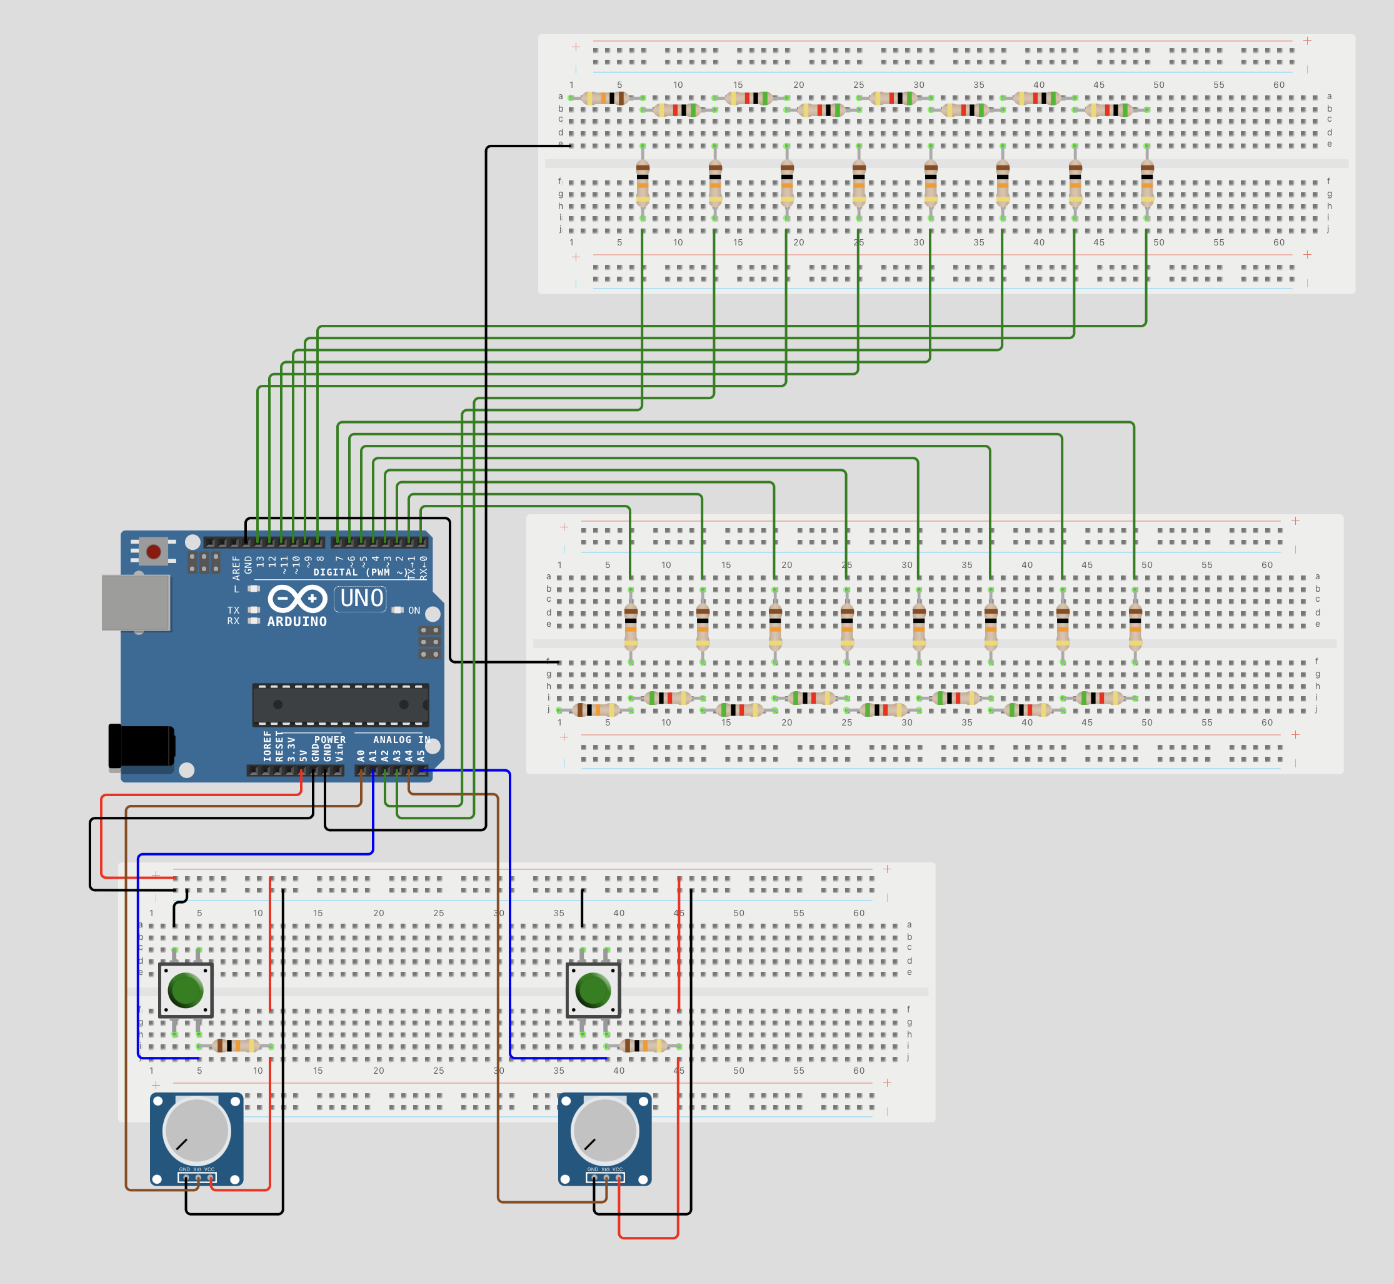 1 5 10 15 20 25 30 35 40 45 50 55 60
a a
b b
c c
d d
e e
f f
g g
h h
i i
j j
1 5 10 15 20 25 30 35 40 45 50 55 60
AREF GND 13 12 ~11 ~10 ~9 8 7 ~6 ~5 4 ~3 2 TX→1 RX←0
DIGITAL (PWM ~)
L
TX
RX
UNO
ON
ARDUINO
1 5 10 15 20 25 30 35 40 45 50 55 60
a a
b b
c c
d d
e e
f f
g g
h h
i i
j j
1 5 10 15 20 25 30 35 40 45 50 55 60
POWER ANALOG IN
IOREF RESET 3.3V 5V GND GND Vin A0 A1 A2 A3 A4 A5
1 5 10 15 20 25 30 35 40 45 50 55 60
a a
b b
c c
d d
e e
f f
g g
h h
i i
j
1 5 10 15 20 25 30 35 40 45 50 55 60
GND SIG VCC
GND SIG VCC